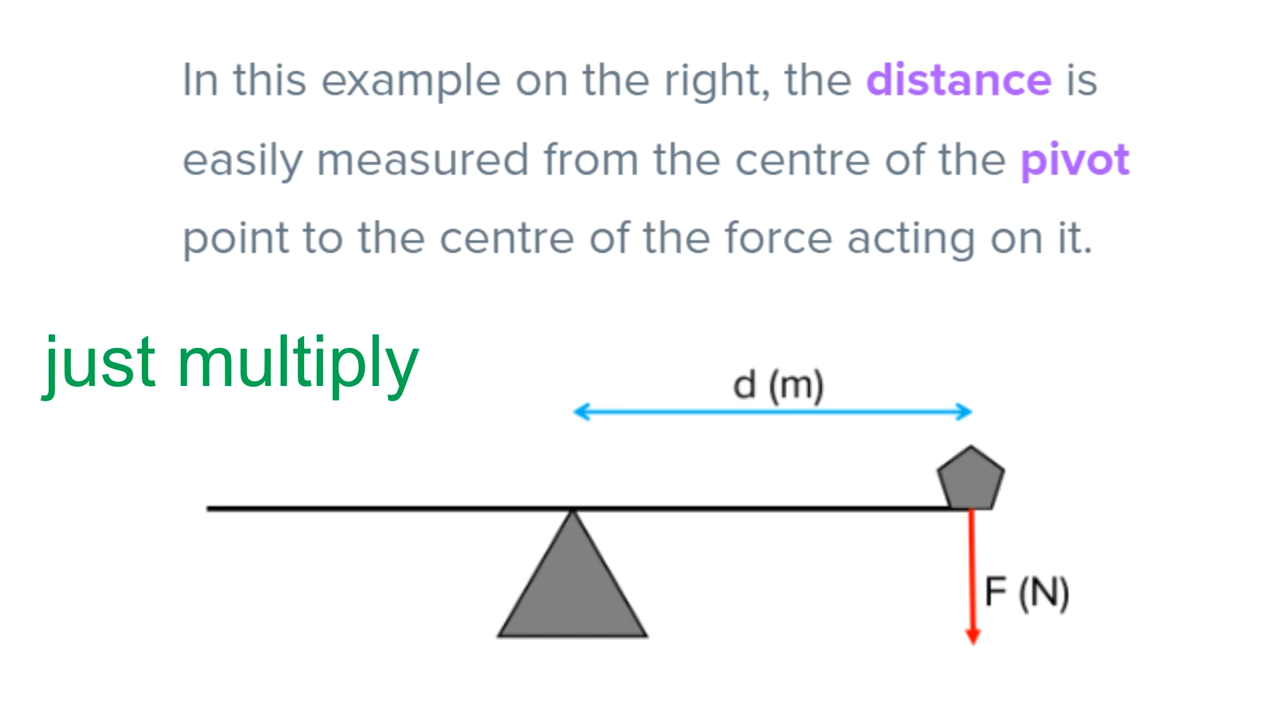 In this example on the right, the distance is
easily measured from the centre of the pivot
point to the centre of the force acting on it.
just multiply
d (m)
F (N)